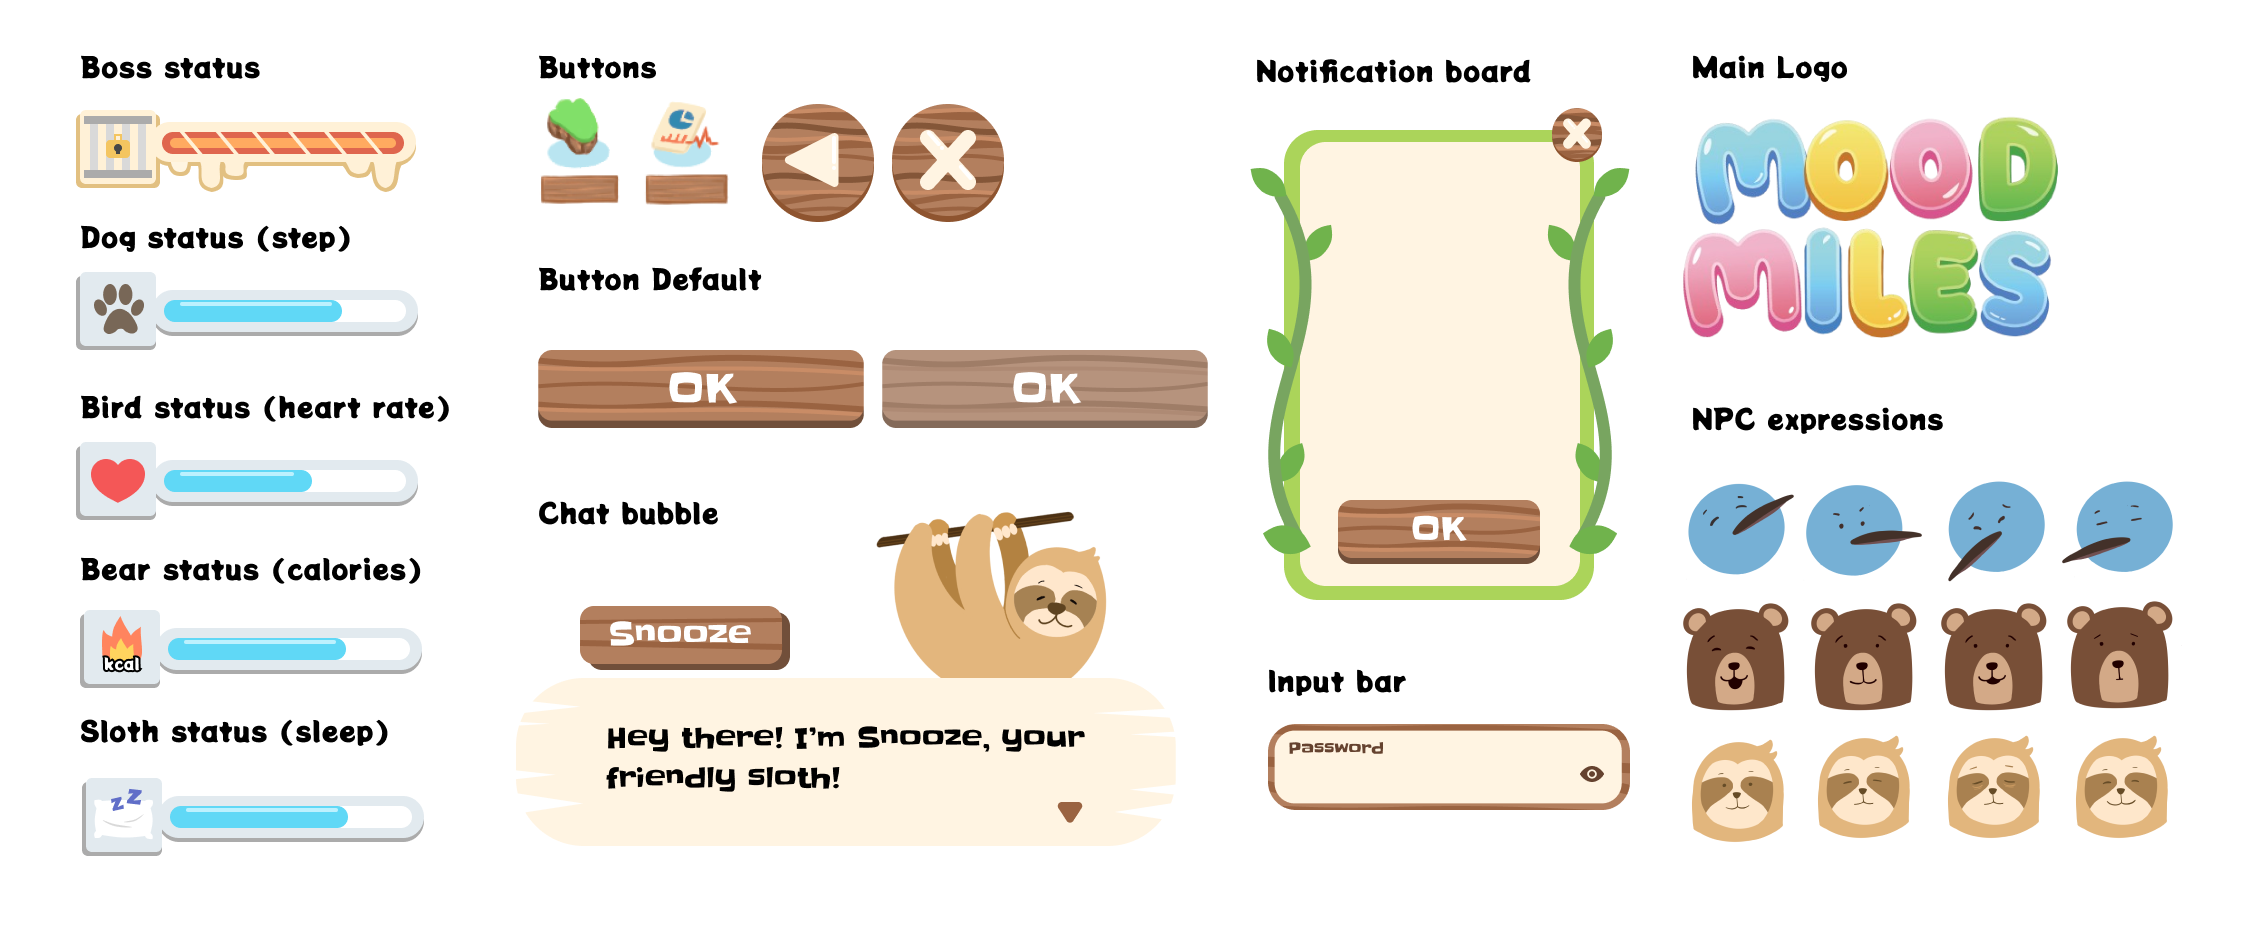 Boss status
Dog status (step)
Bird status (heart rate)
Bear status (calories)
kcal
Sloth status (sleep)
z z
Buttons
Button Default
OK
OK
Chat bubble
Snooze
Hey there! I'm Snooze, your
friendly sloth!
Notification board
OK
Input bar
Password
Main Logo
MOOD
MILES
NPC expressions